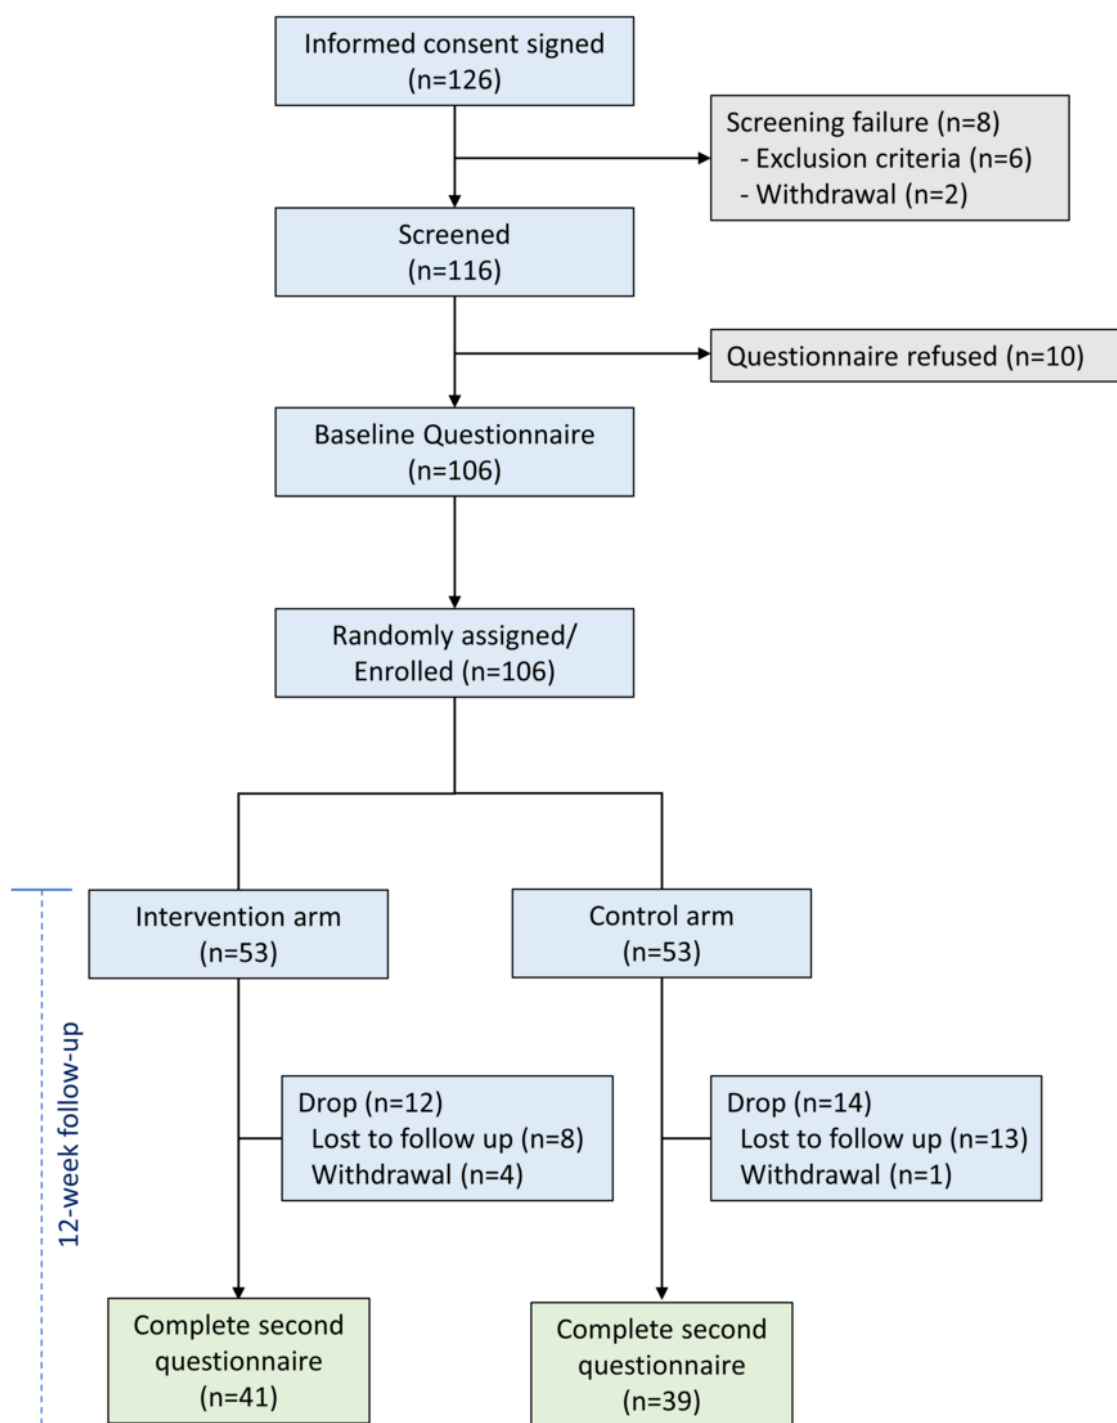 Informed consent signed
(n=126)
Screening failure (n=8)
- Exclusion criteria (n=6)
- Withdrawal (n=2)
Screened
(n=116)
Questionnaire refused (n=10)
Baseline Questionnaire
(n=106)
Randomly assigned/
Enrolled (n=106)
Intervention arm
(n=53)
Control arm
(n=53)
12-week follow-up
Drop (n=12)
Lost to follow up (n=8)
Withdrawal (n=4)
Drop (n=14)
Lost to follow up (n=13)
Withdrawal (n=1)
Complete second
questionnaire
(n=41)
Complete second
questionnaire
(n=39)